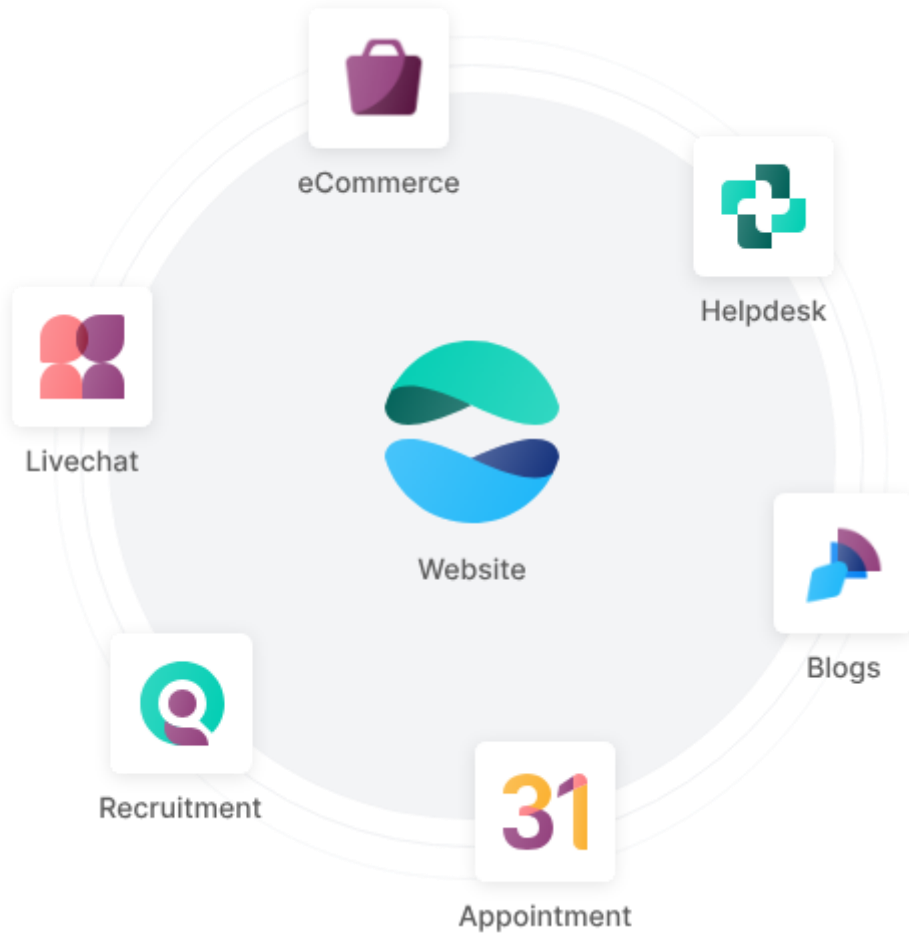 eCommerce
Helpdesk
Livechat
Website
Blogs
Recruitment
31
Appointment